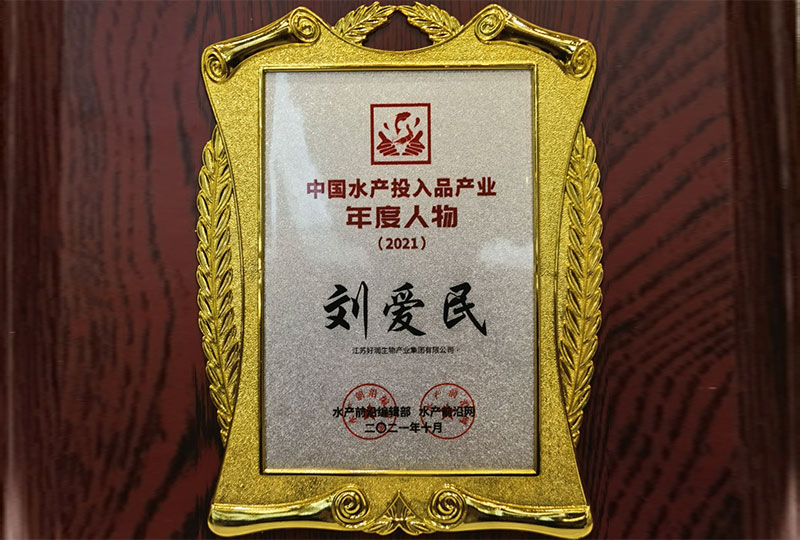 中国水产投入品产业
年度人物
（2021）
刘爱民
江苏好润生物产业集团有限公司
水产前沿编辑部 水产前沿网
二〇二一年十月